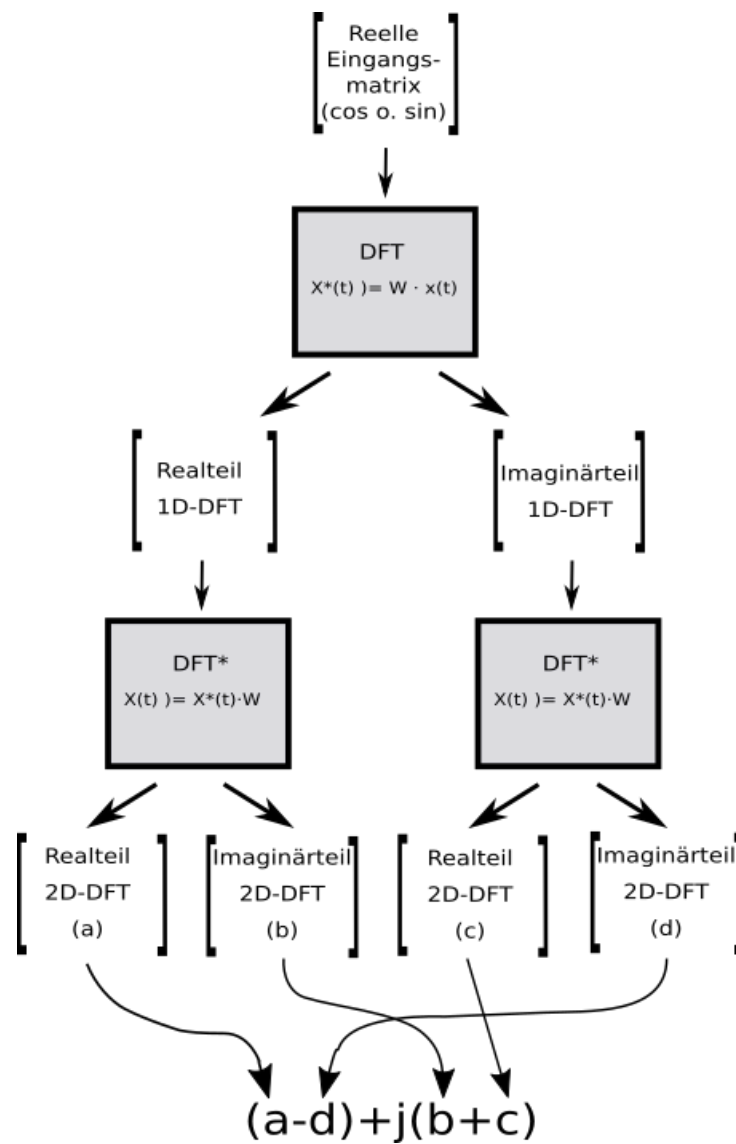 Reelle
Eingangs-
matrix
(cos o. sin)
DFT
X*(t) )= W · x(t)
Realteil
1D-DFT
Imaginärteil
1D-DFT
DFT*
X(t) )= X*(t)·W
DFT*
X(t) )= X*(t)·W
Realteil
2D-DFT
(a)
Imaginärteil
2D-DFT
(b)
Realteil
2D-DFT
(c)
Imaginärteil
2D-DFT
(d)
(a-d)+j(b+c)